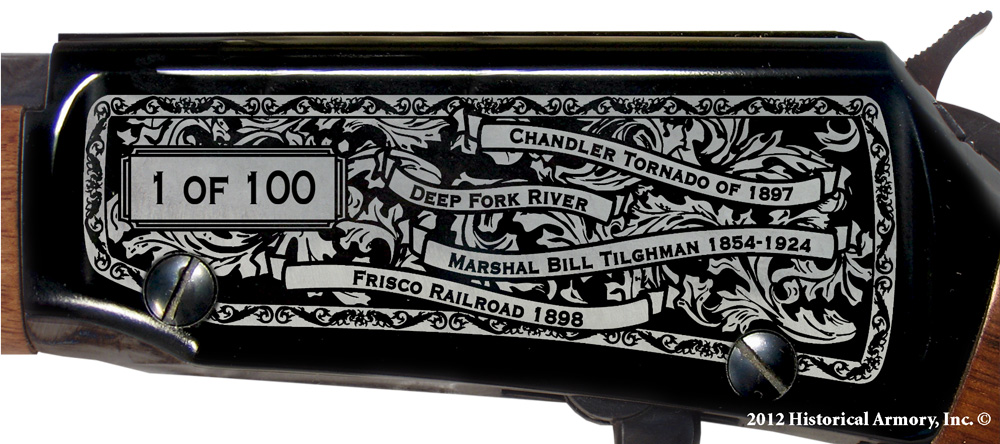 1 OF 100
CHANDLER TORNADO OF 1897
DEEP FORK RIVER
MARSHAL BILL TILGHMAN 1854-1924
FRISCO RAILROAD 1898
2012 Historical Armory, Inc. ©